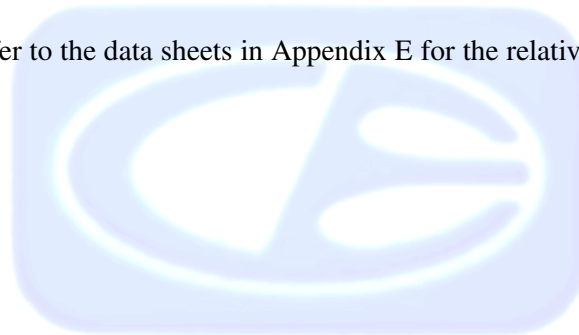 er to the data sheets in Appendix E for the relativ